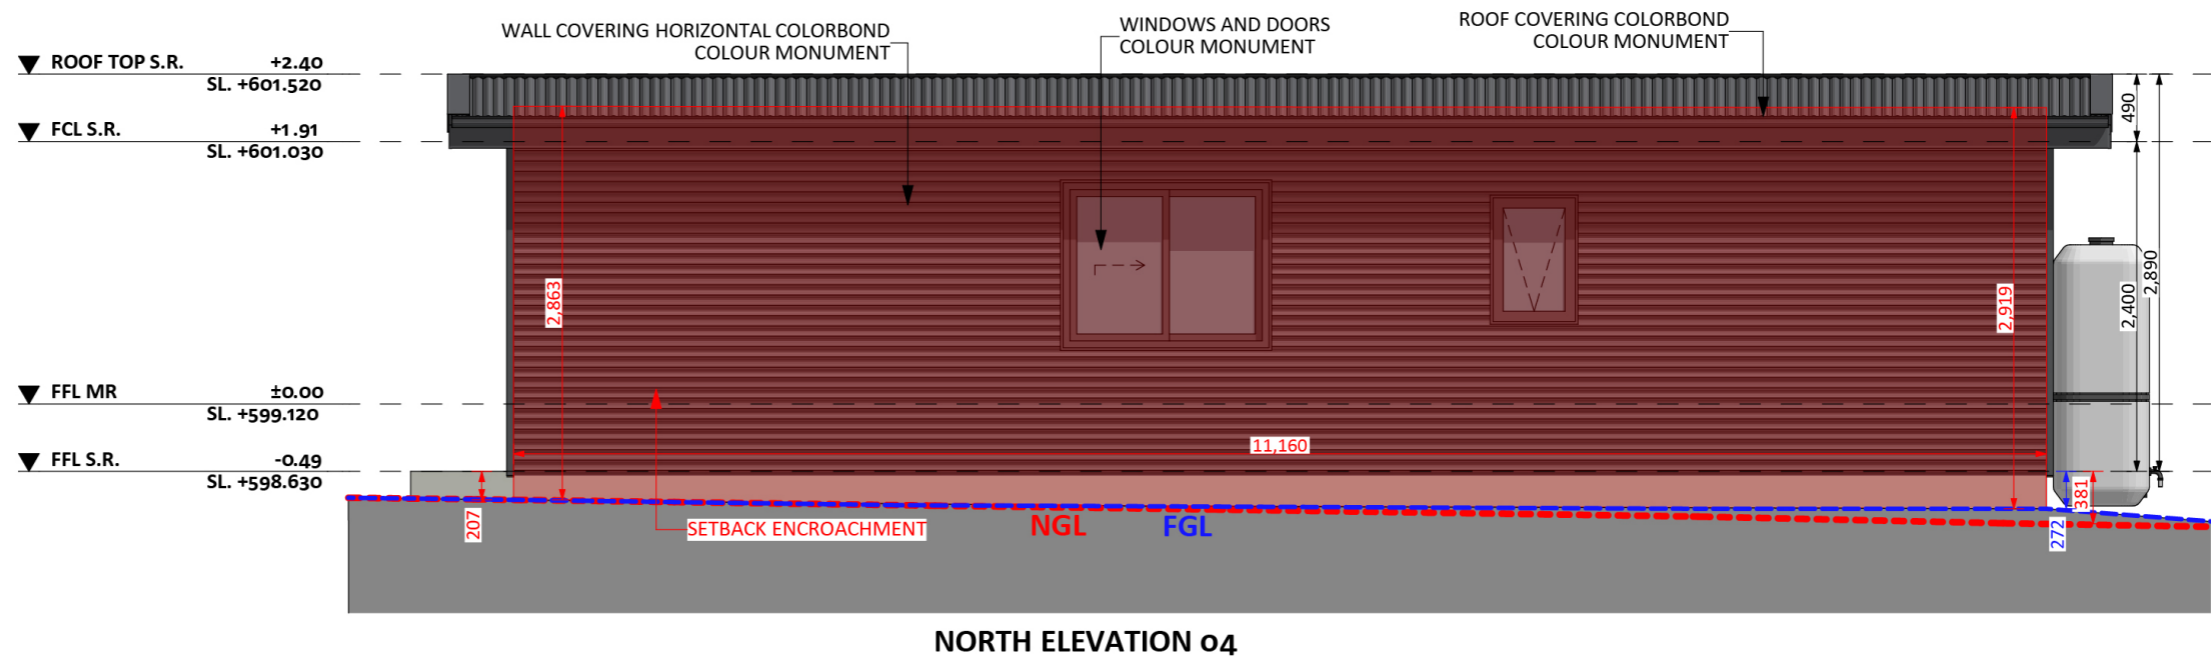 WALL COVERING HORIZONTAL COLORBOND
COLOUR MONUMENT
WINDOWS AND DOORS
COLOUR MONUMENT
ROOF COVERING COLORBOND
COLOUR MONUMENT
ROOF TOP S.R. +2.40
SL. +601.520
FCL S.R. +1.91
SL. +601.030
490
2,863
2,919
2,400
2,890
FFL MR ±0.00
SL. +599.120
11,160
FFL S.R. -0.49
SL. +598.630
207
SETBACK ENCROACHMENT
NGL
FGL
272
381
NORTH ELEVATION 04